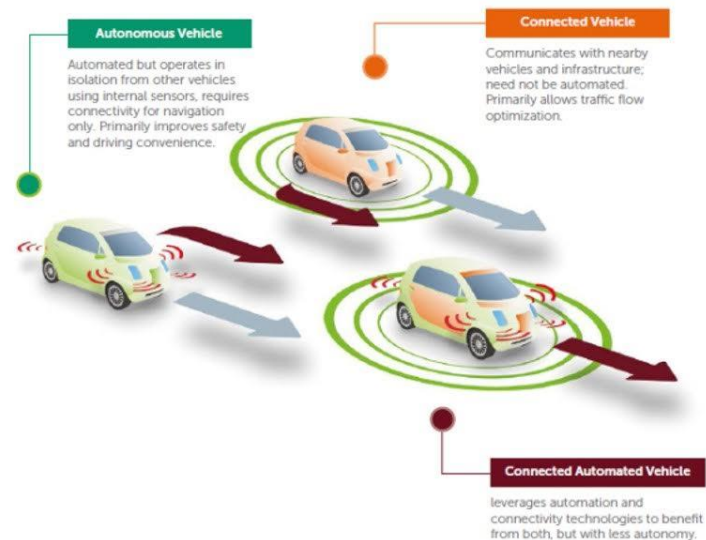 Autonomous Vehicle
Automated but operates in
isolation from other vehicles
using internal sensors, requires
connectivity for navigation
only. Primarily improves safety
and driving convenience.
Connected Vehicle
Communicates with nearby
vehicles and infrastructure;
need not be automated.
Primarily allows traffic flow
optimization.
Connected Automated Vehicle
leverages automation and
connectivity technologies to benefit
from both, but with less autonomy.